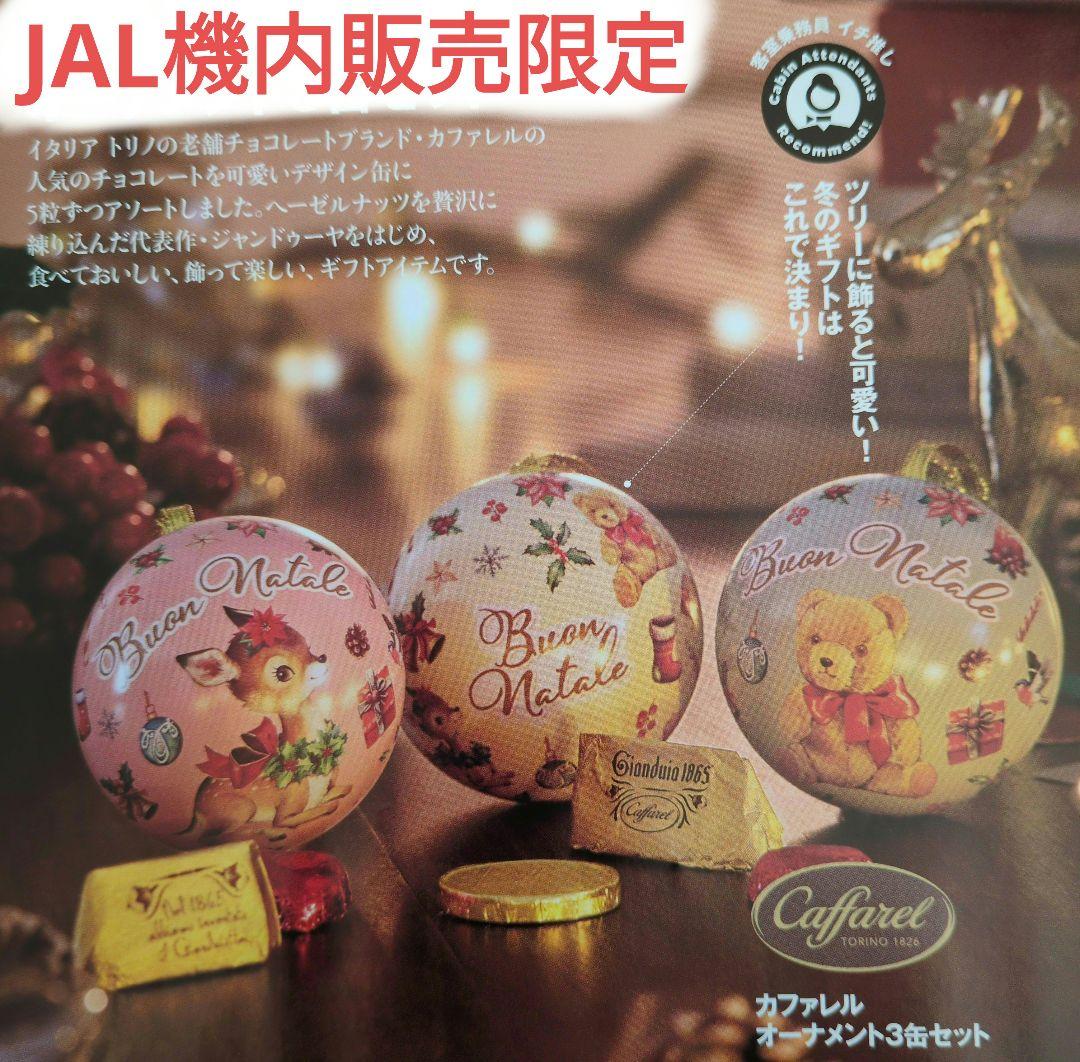 JAL機内販売限定
イタリア トリノの老舗チョコレートブランド・カファレルの
人気のチョコレートを可愛いデザイン缶に
5粒ずつアソートしました。ヘーゼルナッツを贅沢に
練り込んだ代表作・ジャンドゥーヤをはじめ、
食べておいしい、飾って楽しい、ギフトアイテムです。
客室乗務員 イチ推し
Cabin Attendants
Recommend!
ツリーに飾ると可愛い!
冬のギフトは
これで決まり!
Buon Natale
Buon
Natale
Buon Natale
Gianduia 1865
Caffarel
Caffarel
TORINO 1826
カファレル
オーナメント3缶セット